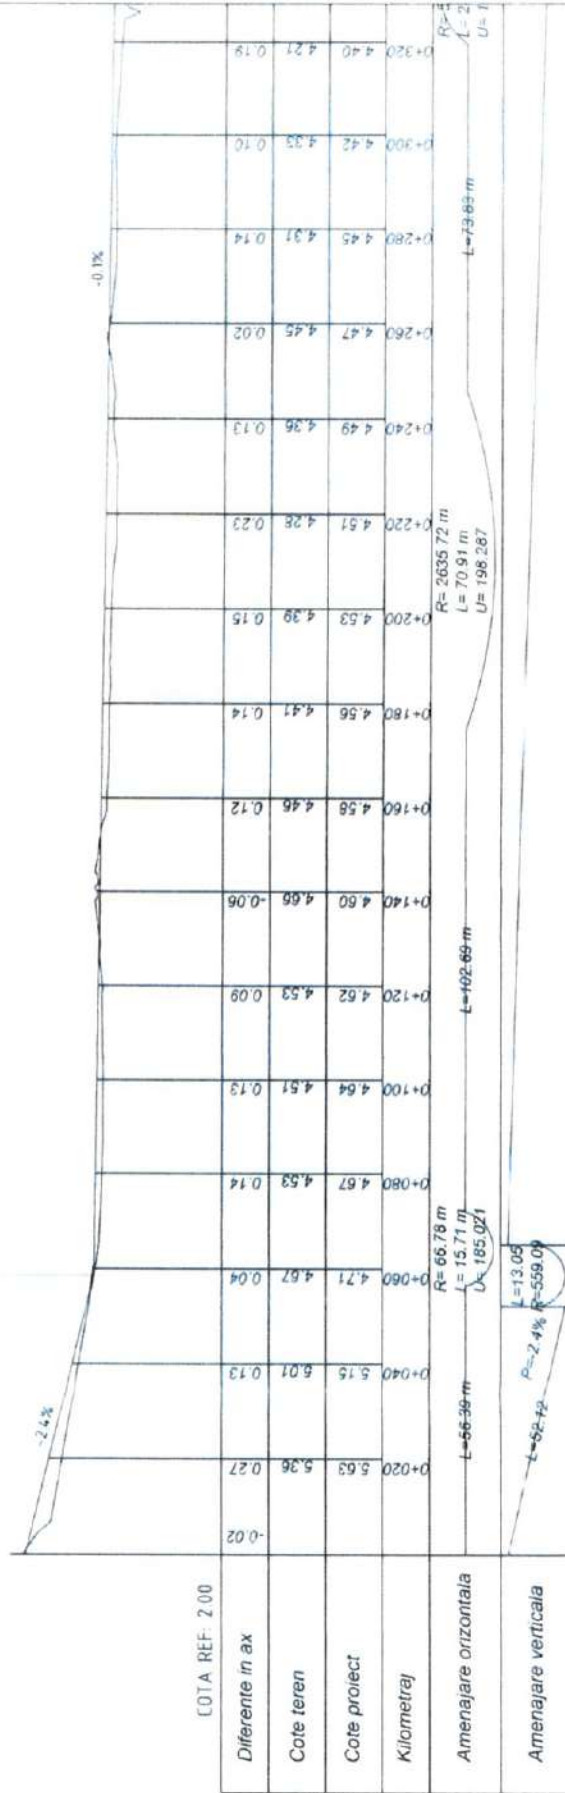 -2.4%
-0.1%
COTA REF: 2.00
Diferente in ax
-0.02 0.27 0.13 0.04 0.14 0.13 0.09 -0.06 0.12 0.14 0.15 0.23 0.13 0.02 0.14 0.10 0.19
Cote teren
5.36 5.01 4.67 4.53 4.51 4.53 4.66 4.46 4.41 4.39 4.28 4.36 4.45 4.31 4.33 4.21
Cote proiect
5.63 5.15 4.71 4.67 4.64 4.62 4.60 4.58 4.56 4.53 4.51 4.49 4.47 4.45 4.42 4.40
Kilometraj
0+020 0+040 0+060 0+080 0+100 0+120 0+140 0+160 0+180 0+200 0+220 0+240 0+260 0+280 0+300 0+320
Amenajare orizontala
L=56.39 m
R= 66.78 m
L= 15.71 m
U= 185.021
L=102.69 m
R= 2635.72 m
L= 70.91 m
U= 198.287
L=73.83 m
R=
L= 2
U= 1
Amenajare verticala
L=52.12
P=-2.4%
L=13.05
R=559.09